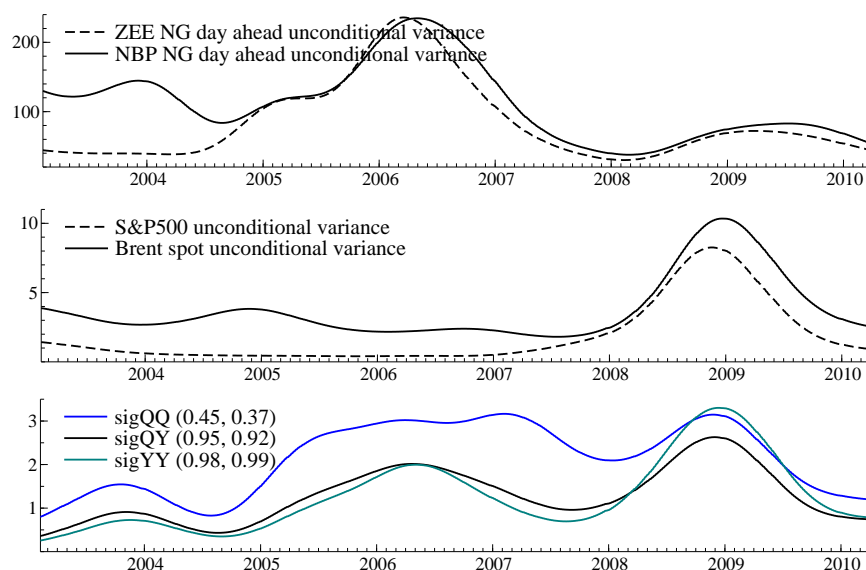 ZEE NG day ahead unconditional variance
NBP NG day ahead unconditional variance
200
100
2004 2005 2006 2007 2008 2009 2010
S&P500 unconditional variance
Brent spot unconditional variance
10
5
2004 2005 2006 2007 2008 2009 2010
sigQQ (0.45, 0.37)
sigQY (0.95, 0.92)
sigYY (0.98, 0.99)
3
2
1
2004 2005 2006 2007 2008 2009 2010